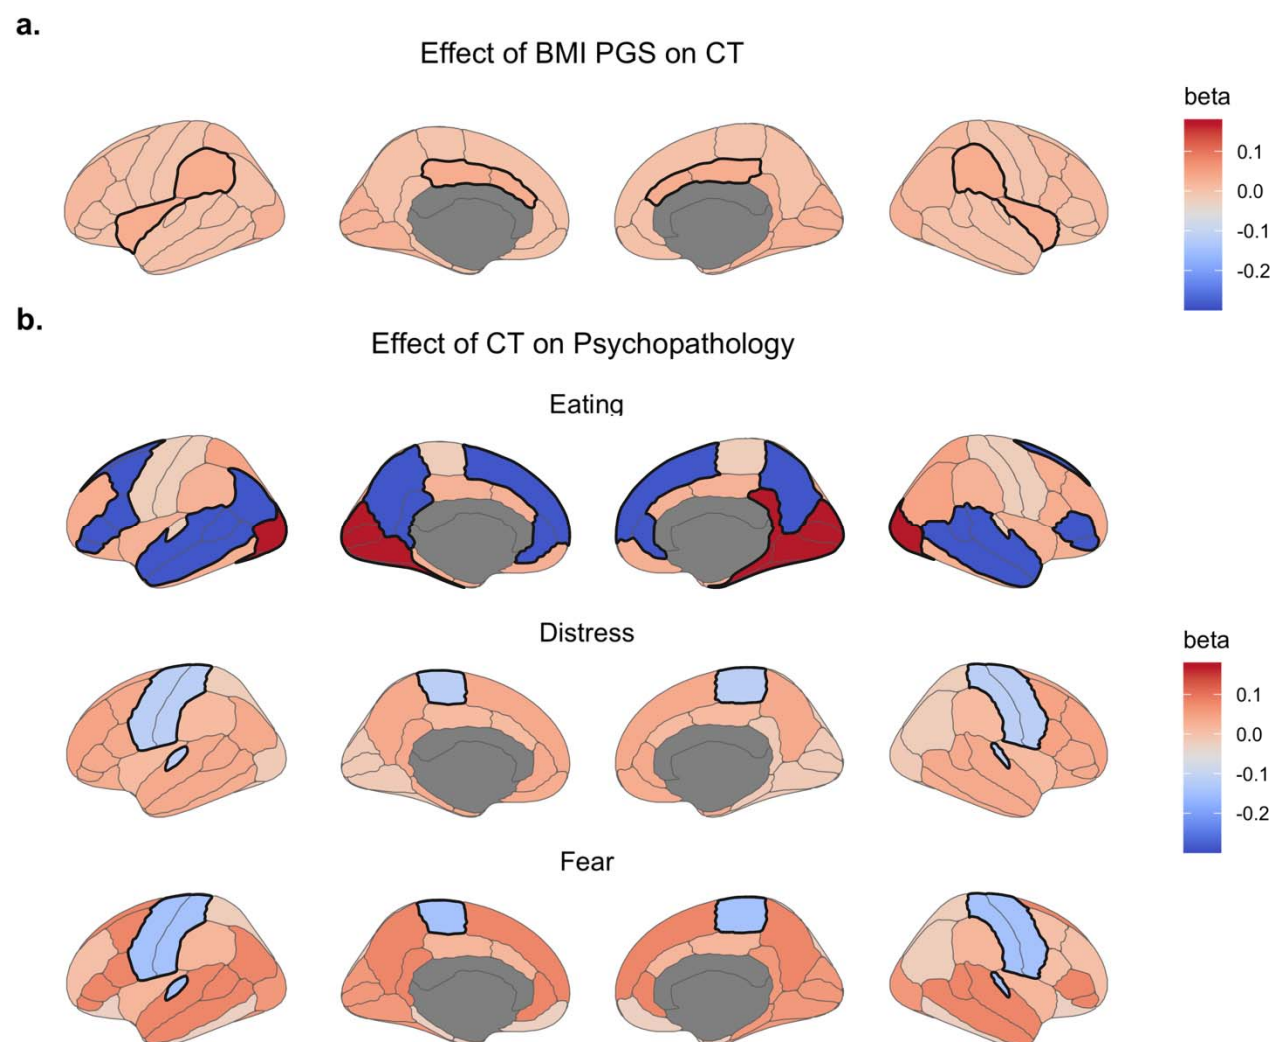 a.
Effect of BMI PGS on CT
beta
0.1
0.0
-0.1
-0.2
b.
Effect of CT on Psychopathology
Eating
Distress
beta
0.1
0.0
-0.1
-0.2
Fear